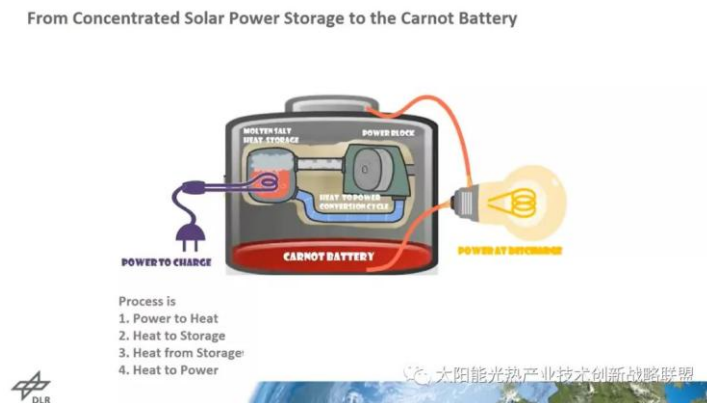 From Concentrated Solar Power Storage to the Carnot Battery
MOLTEN SALT
HEAT STORAGE
POWER BLOCK
HEAT TO POWER
CONVERSION CYCLE
POWER TO CHARGE
CARNOT BATTERY
POWER AT DISCHARGE
Process is
1. Power to Heat
2. Heat to Storage
3. Heat from Storage
4. Heat to Power
太阳能光热产业技术创新战略联盟
DLR